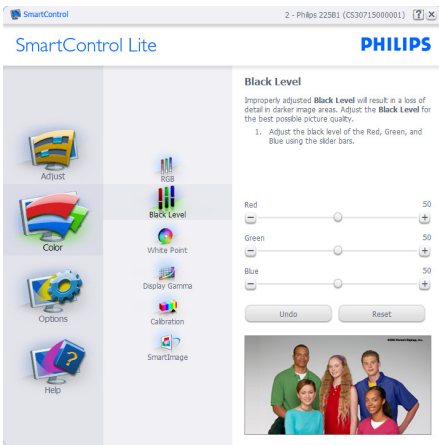 SmartControl
2 - Philips 225B1 (CS30715000001)
SmartControl Lite
PHILIPS
Adjust
Color
Options
Help
RGB
Black Level
White Point
Display Gamma
Calibration
SmartImage
Black Level
Improperly adjusted Black Level will result in a loss of
detail in darker image areas. Adjust the Black Level for
the best possible picture quality.
1. Adjust the black level of the Red, Green, and
Blue using the slider bars.
Red 50
Green 50
Blue 50
Undo
Reset